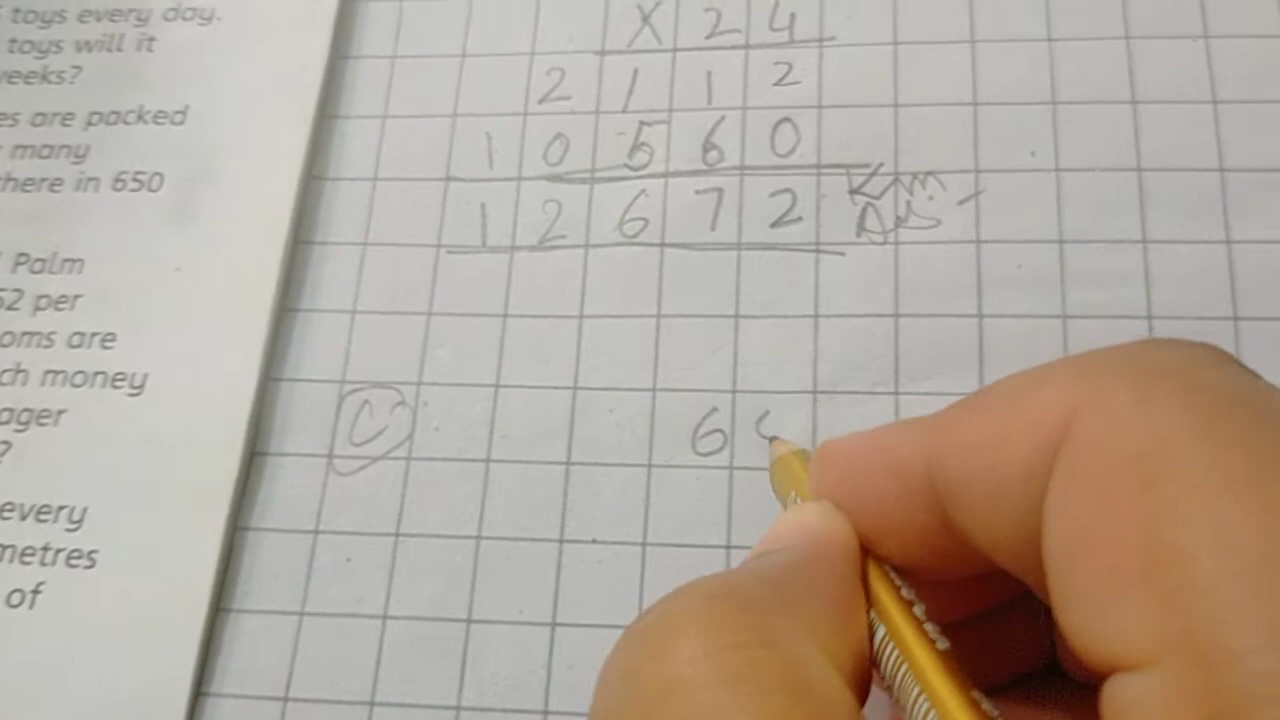 toys every day.
toys will it
es are packed
many
there in 650
Palm
52 per
oms are
ch money
ager
?
every
metres
of
X 2 4
2 1 1 2
1 0 5 6 0
1 2 6 7 2 Km
Ans -
C
6